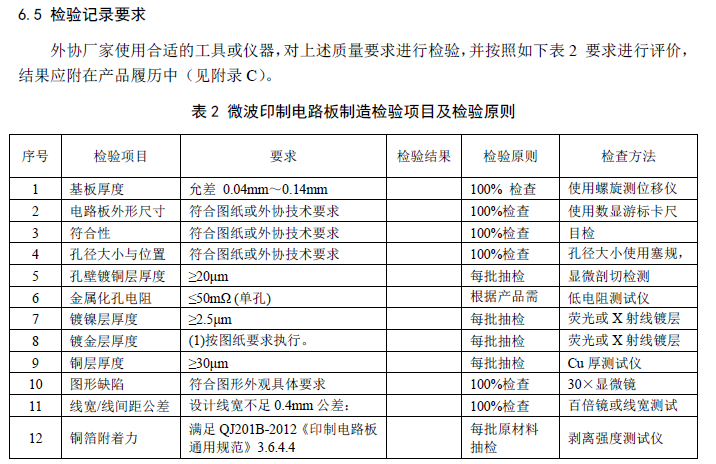 6.5 检验记录要求
外协厂家使用合适的工具或仪器，对上述质量要求进行检验，并按照如下表 2 要求进行评价，
结果应附在产品履历中（见附录 C）。
表 2 微波印制电路板制造检验项目及检验原则
序号 检验项目 要求 检验结果 检验原则 检查方法
1 基板厚度 允差 0.04mm～0.14mm 100% 检查 使用螺旋测位移仪
2 电路板外形尺寸 符合图纸或外协技术要求 100%检查 使用数显游标卡尺
3 符合性 符合图纸或外协技术要求 100%检查 目检
4 孔径大小与位置 符合图纸或外协技术要求 100%检查 孔径大小使用塞规，
5 孔壁镀铜层厚度 ≥20μm 每批抽检 显微剖切检测
6 金属化孔电阻 ≤50mΩ (单孔) 根据产品需 低电阻测试仪
7 镀镍层厚度 ≥2.5μm 每批抽检 荧光或 X 射线镀层
8 镀金层厚度 (1)按图纸要求执行。 每批抽检 荧光或 X 射线镀层
9 铜层厚度 ≥30μm 每批抽检 Cu 厚测试仪
10 图形缺陷 符合图形外观具体要求 100%检查 30×显微镜
11 线宽/线间距公差 设计线宽不足 0.4mm 公差： 100%检查 百倍镜或线宽测试
12 铜箔附着力 满足 QJ201B-2012《印制电路板 每批原材料 剥离强度测试仪
通用规范》3.6.4.4 抽检